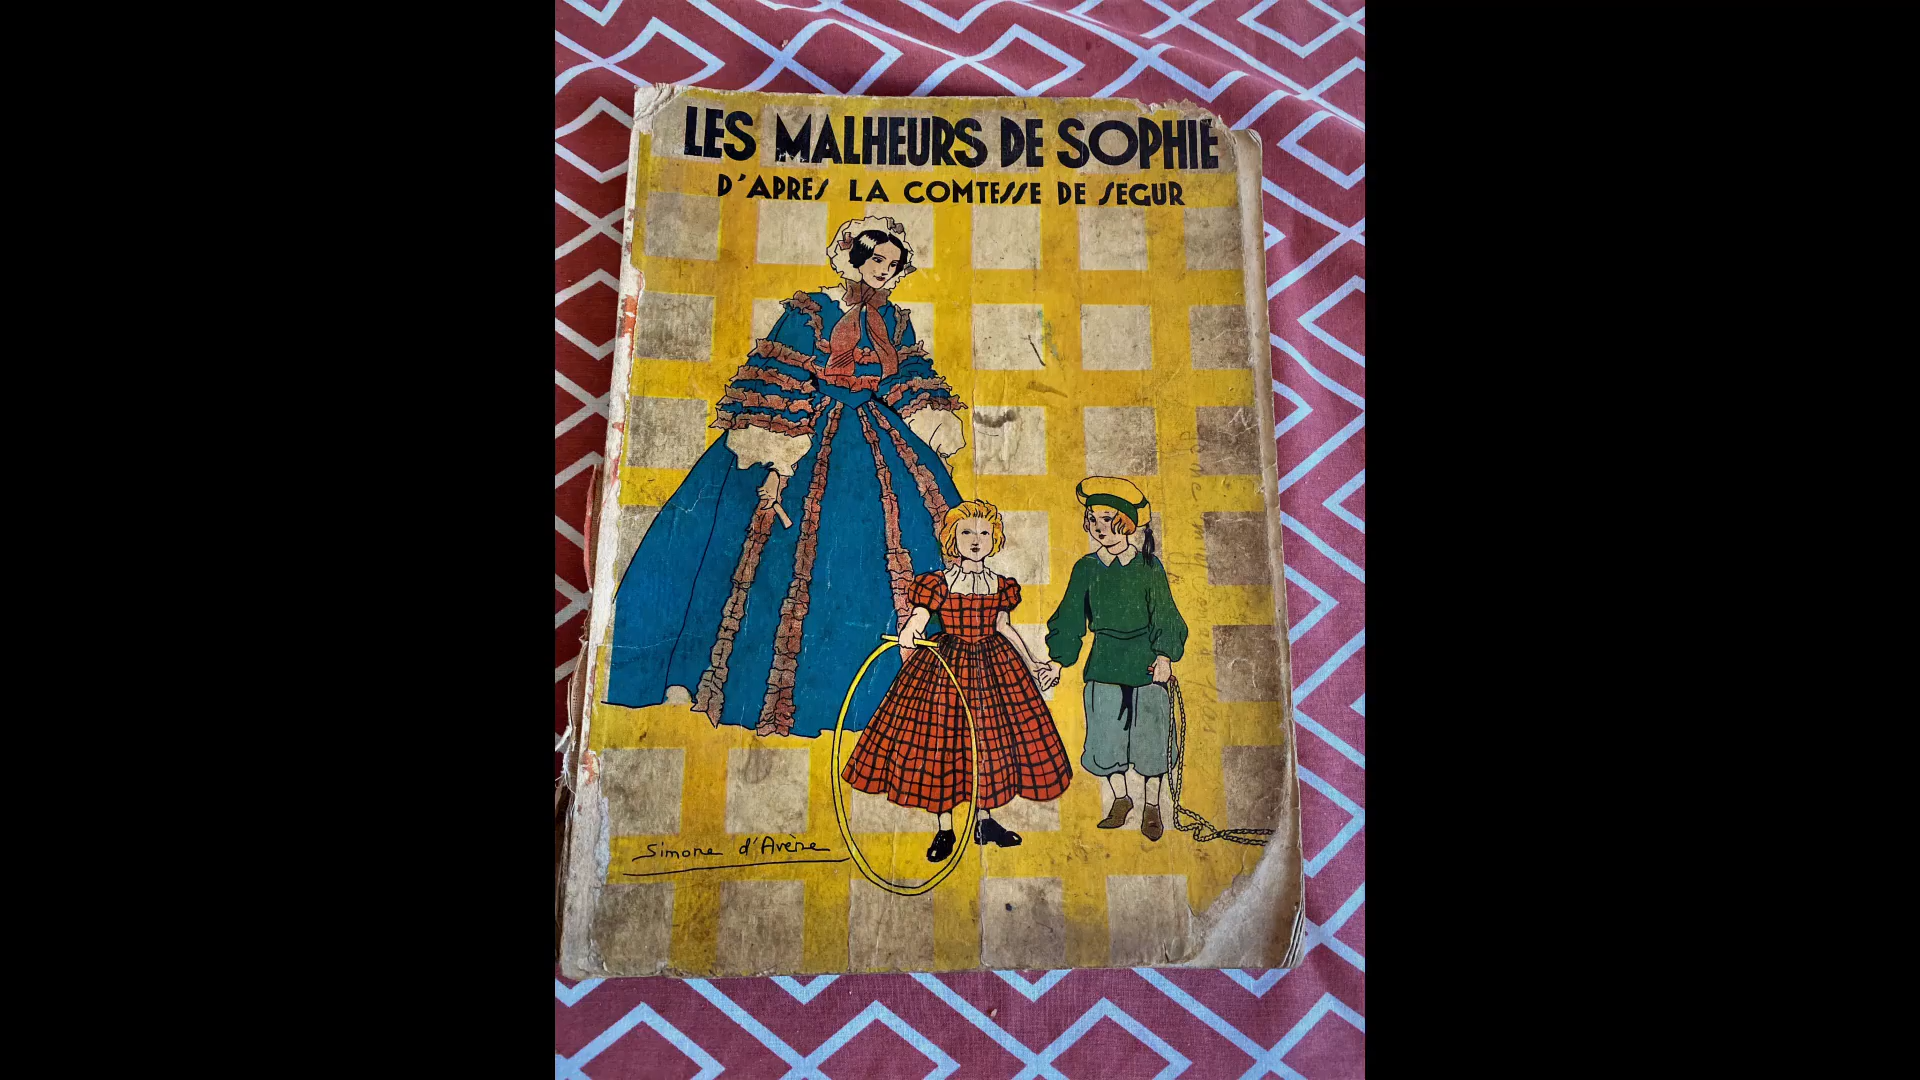 LES MALHEURS DE SOPHIE
D'APRES LA COMTESSE DE SEGUR
Simone d'Avène